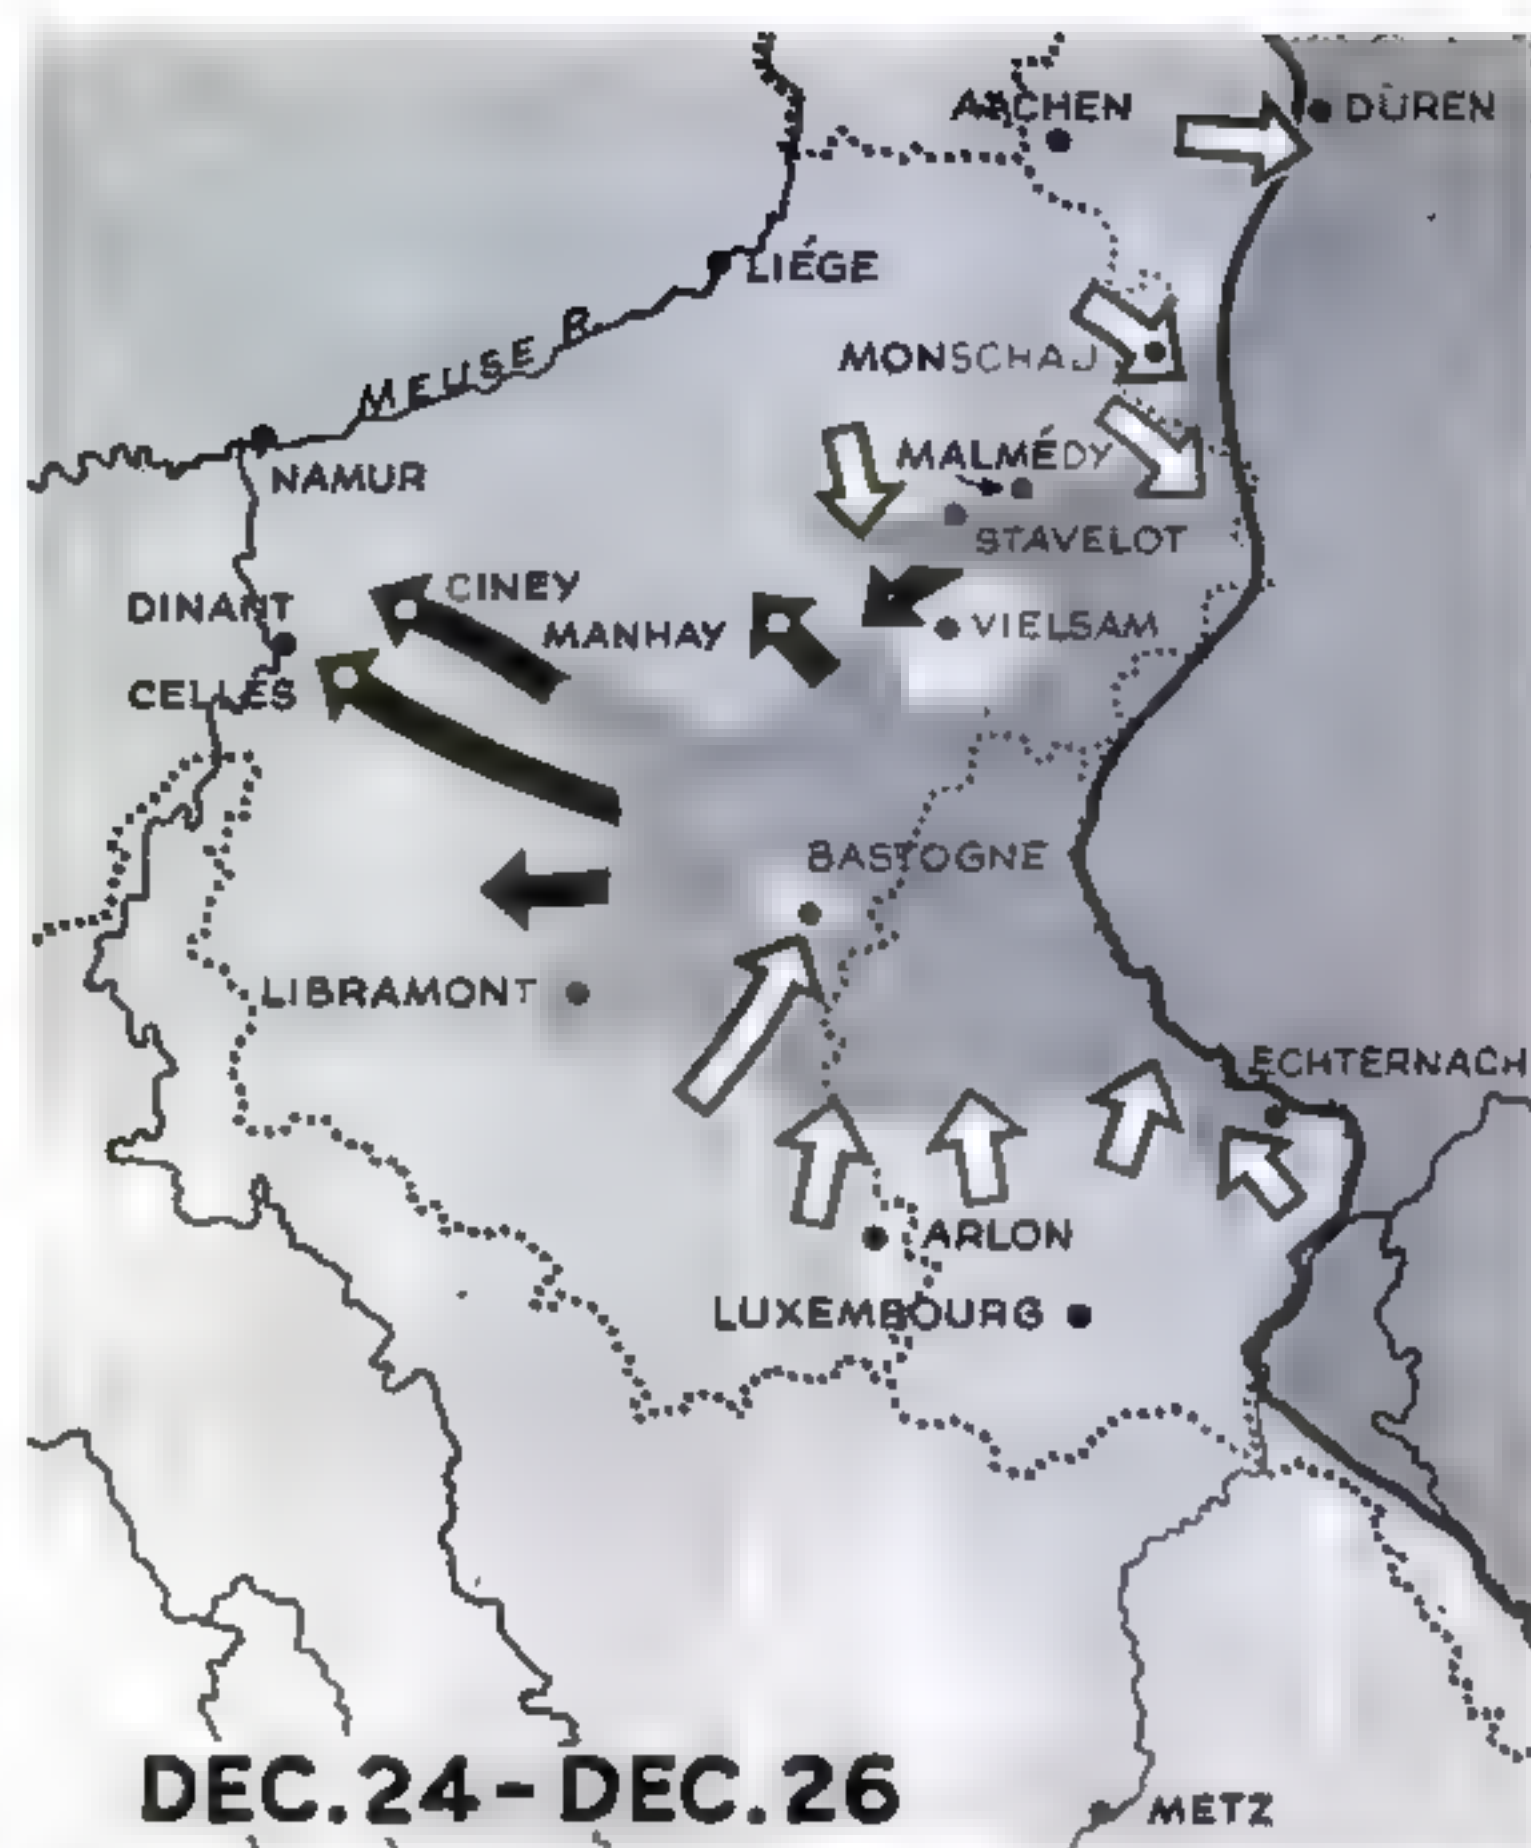 AACHEN
DÜREN
LIÉGE
MEUSE R.
MONSCHAU
MALMÉDY
NAMUR
STAVELOT
CINEY
DINANT
MANHAY
VIELSAM
CELLES
BASTOGNE
LIBRAMONT
ECHTERNACH
ARLON
LUXEMBOURG
DEC.24-DEC.26
METZ